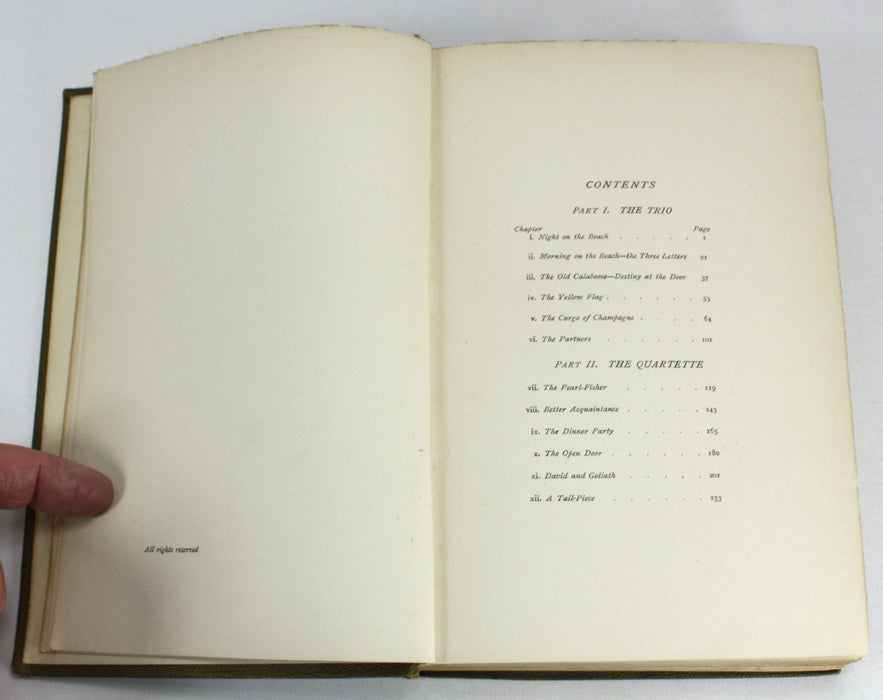 All rights reserved
CONTENTS
PART I. THE TRIO
Chapter Page
i. Night on the Beach . . . . . 1
ii. Morning on the Beach—the Three Letters 21
iii. The Old Calaboose—Destiny at the Door 37
iv. The Yellow Flag . . . . . . 53
v. The Cargo of Champagne . . . . 64
vi. The Partners . . . . . 101
PART II. THE QUARTETTE
vii. The Pearl-Fisher . . . . 119
viii. Better Acquaintance . . . . 143
ix. The Dinner Party . . . . 165
x. The Open Door . . . . . 180
xi. David and Goliath . . . . 201
xii. A Tail-Piece . . . . . 233